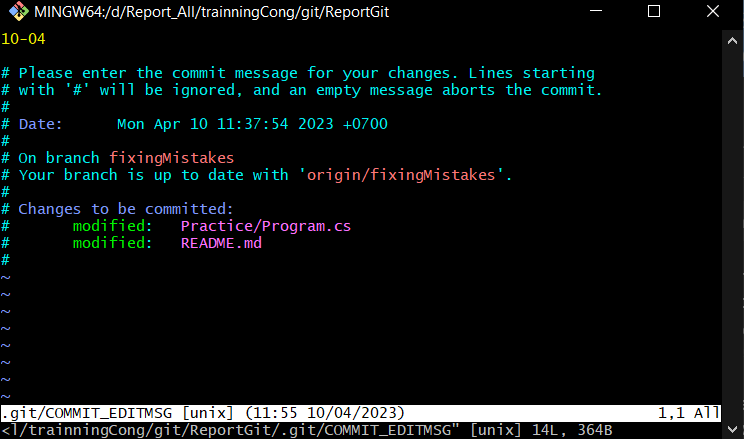 MINGW64:/d/Report_All/trainningCong/git/ReportGit
10-04
# Please enter the commit message for your changes. Lines starting
# with '#' will be ignored, and an empty message aborts the commit.
#
# Date:      Mon Apr 10 11:37:54 2023 +0700
#
# On branch fixingMistakes
# Your branch is up to date with 'origin/fixingMistakes'.
#
# Changes to be committed:
#       modified:   Practice/Program.cs
#       modified:   README.md
#
~
~
~
~
~
~
~
~
.git/COMMIT_EDITMSG [unix] (11:55 10/04/2023) 1,1 All
<l/trainningCong/git/ReportGit/.git/COMMIT_EDITMSG" [unix] 14L, 364B